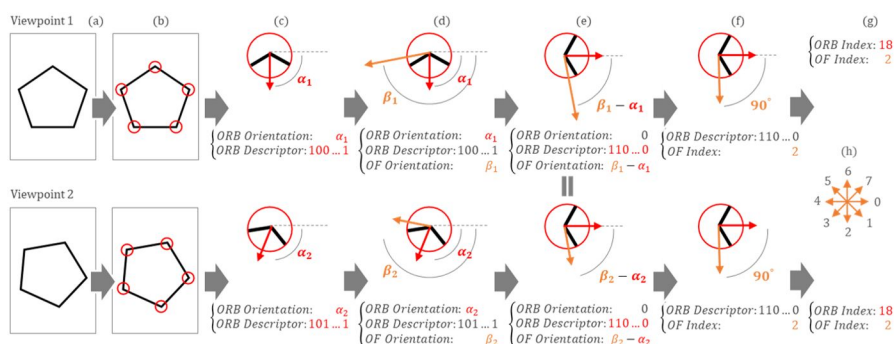 Viewpoint 1
(a)
(b)
(c)
(d)
(e)
(f)
(g)
α₁
β₁
α₁
β₁ − α₁
90°
ORB Index: 18
OF Index: 2
ORB Orientation: α₁
ORB Descriptor: 100 … 1
ORB Orientation: α₁
ORB Descriptor: 100 … 1
OF Orientation: β₁
ORB Orientation: 0
ORB Descriptor: 110 … 0
OF Orientation: β₁ − α₁
ORB Descriptor: 110 … 0
OF Index: 2
(h)
6
5
7
4
0
3
1
2
Viewpoint 2
α₂
β₂
α₂
β₂ − α₂
90°
ORB Orientation: α₂
ORB Descriptor: 101 … 1
ORB Orientation: α₂
ORB Descriptor: 101 … 1
OF Orientation: β₂
ORB Orientation: 0
ORB Descriptor: 110 … 0
OF Orientation: β₂ − α₂
ORB Descriptor: 110 … 0
OF Index: 2
ORB Index: 18
OF Index: 2